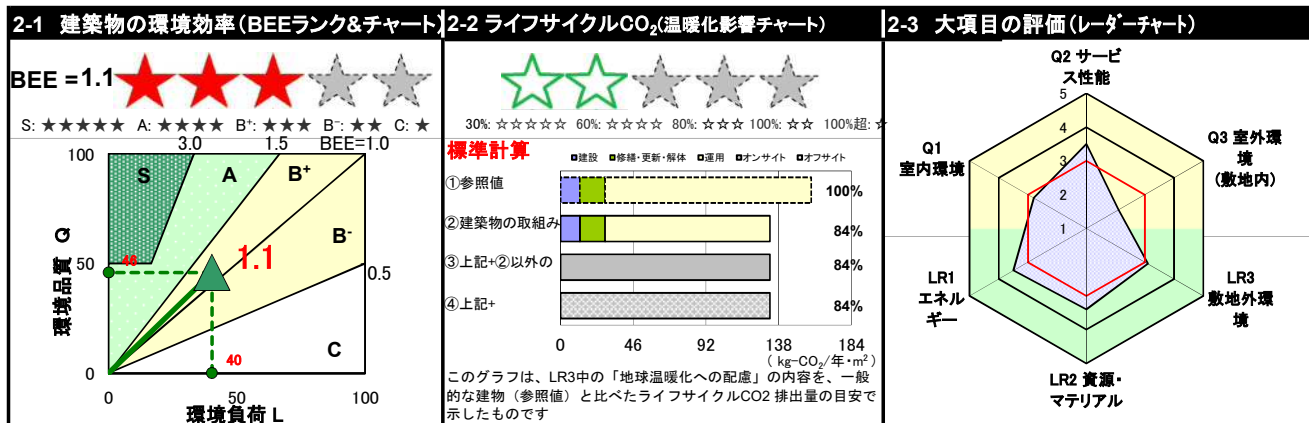 2-1 建築物の環境効率(BEEランク&チャート)
BEE = 1.1
S: ★★★★★ A: ★★★★ B⁺: ★★★ B⁻: ★★ C: ★
3.0 1.5 BEE=1.0
100
S
A
B⁺
B⁻
1.1
環境品質 Q
50
46
0.5
40
C
0
0 50 100
環境負荷 L
2-2 ライフサイクルCO₂(温暖化影響チャート)
30%: ☆☆☆☆☆ 60%: ☆☆☆☆ 80%: ☆☆☆ 100%: ☆☆ 100%超: ☆
標準計算
■建設 ■修繕・更新・解体 □運用 □オンサイト □オフサイト
①参照値
100%
②建築物の取組み
84%
③上記+②以外の
84%
④上記+
84%
0 46 92 138 184
( kg-CO₂/年・m²)
このグラフは、LR3中の「地球温暖化への配慮」の内容を、一般
的な建物(参照値)と比べたライフサイクルCO2 排出量の目安で
示したものです
2-3 大項目の評価(レーダーチャート)
Q2 サービ
ス性能
5
4
3
2
1
Q1
室内環境
Q3 室外環
境
(敷地内)
LR1
エネル
ギー
LR3
敷地外環
境
LR2 資源・
マテリアル